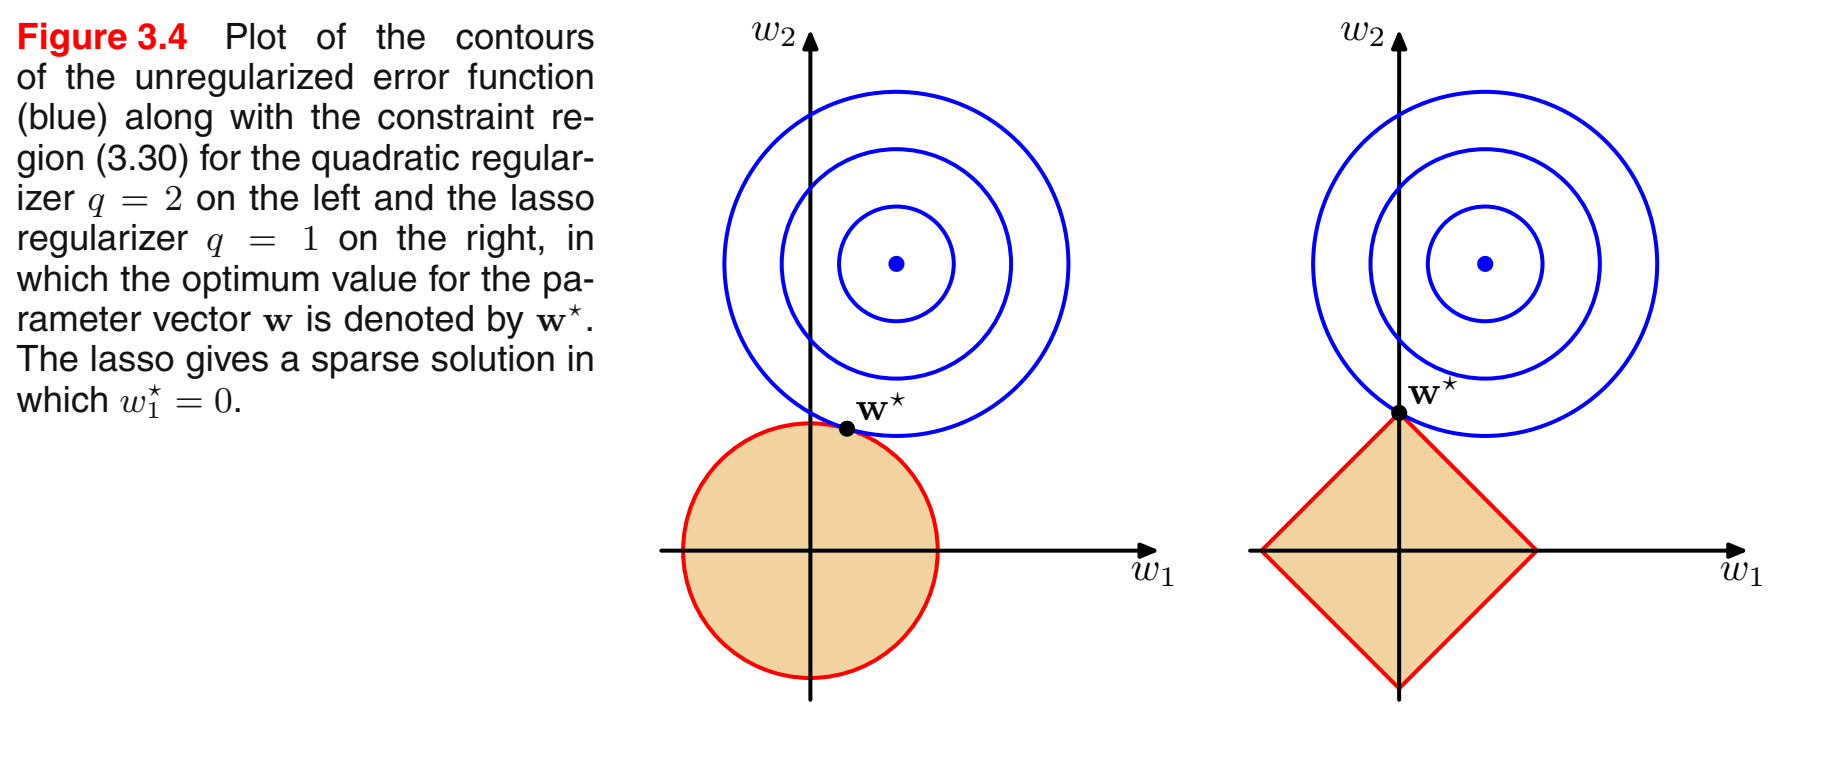 Figure 3.4 Plot of the contours
of the unregularized error function
(blue) along with the constraint re-
gion (3.30) for the quadratic regular-
izer q = 2 on the left and the lasso
regularizer q = 1 on the right, in
which the optimum value for the pa-
rameter vector w is denoted by w⋆.
The lasso gives a sparse solution in
which w₁⋆ = 0.
w₂
w⋆
w₁
w₂
w⋆
w₁